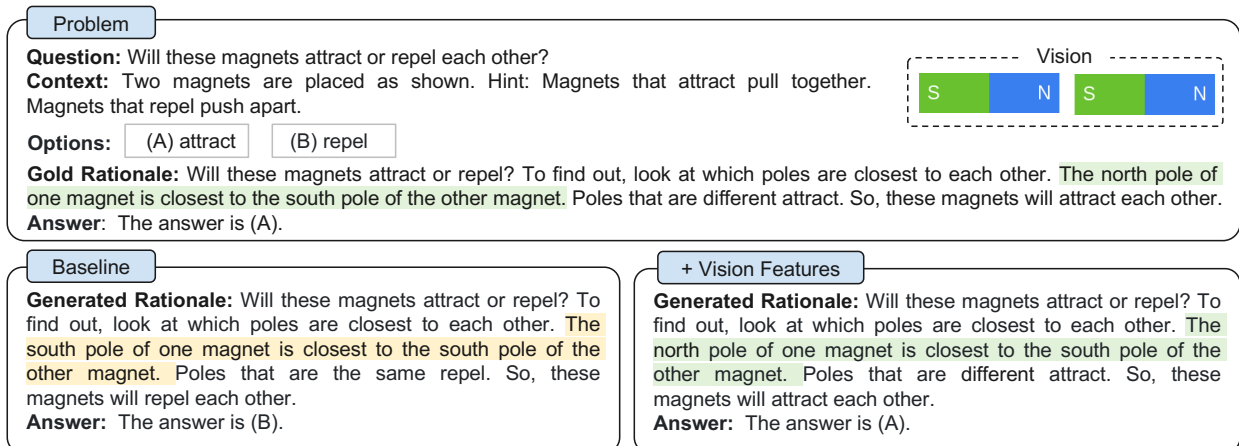 Problem
Question: Will these magnets attract or repel each other?
Context: Two magnets are placed as shown. Hint: Magnets that attract pull together.
Magnets that repel push apart.
Vision
S N S N
Options: (A) attract (B) repel
Gold Rationale: Will these magnets attract or repel? To find out, look at which poles are closest to each other. The north pole of
one magnet is closest to the south pole of the other magnet. Poles that are different attract. So, these magnets will attract each other.
Answer: The answer is (A).
Baseline
Generated Rationale: Will these magnets attract or repel? To
find out, look at which poles are closest to each other. The
south pole of one magnet is closest to the south pole of the
other magnet. Poles that are the same repel. So, these
magnets will repel each other.
Answer: The answer is (B).
+ Vision Features
Generated Rationale: Will these magnets attract or repel? To
find out, look at which poles are closest to each other. The
north pole of one magnet is closest to the south pole of the
other magnet. Poles that are different attract. So, these
magnets will attract each other.
Answer: The answer is (A).